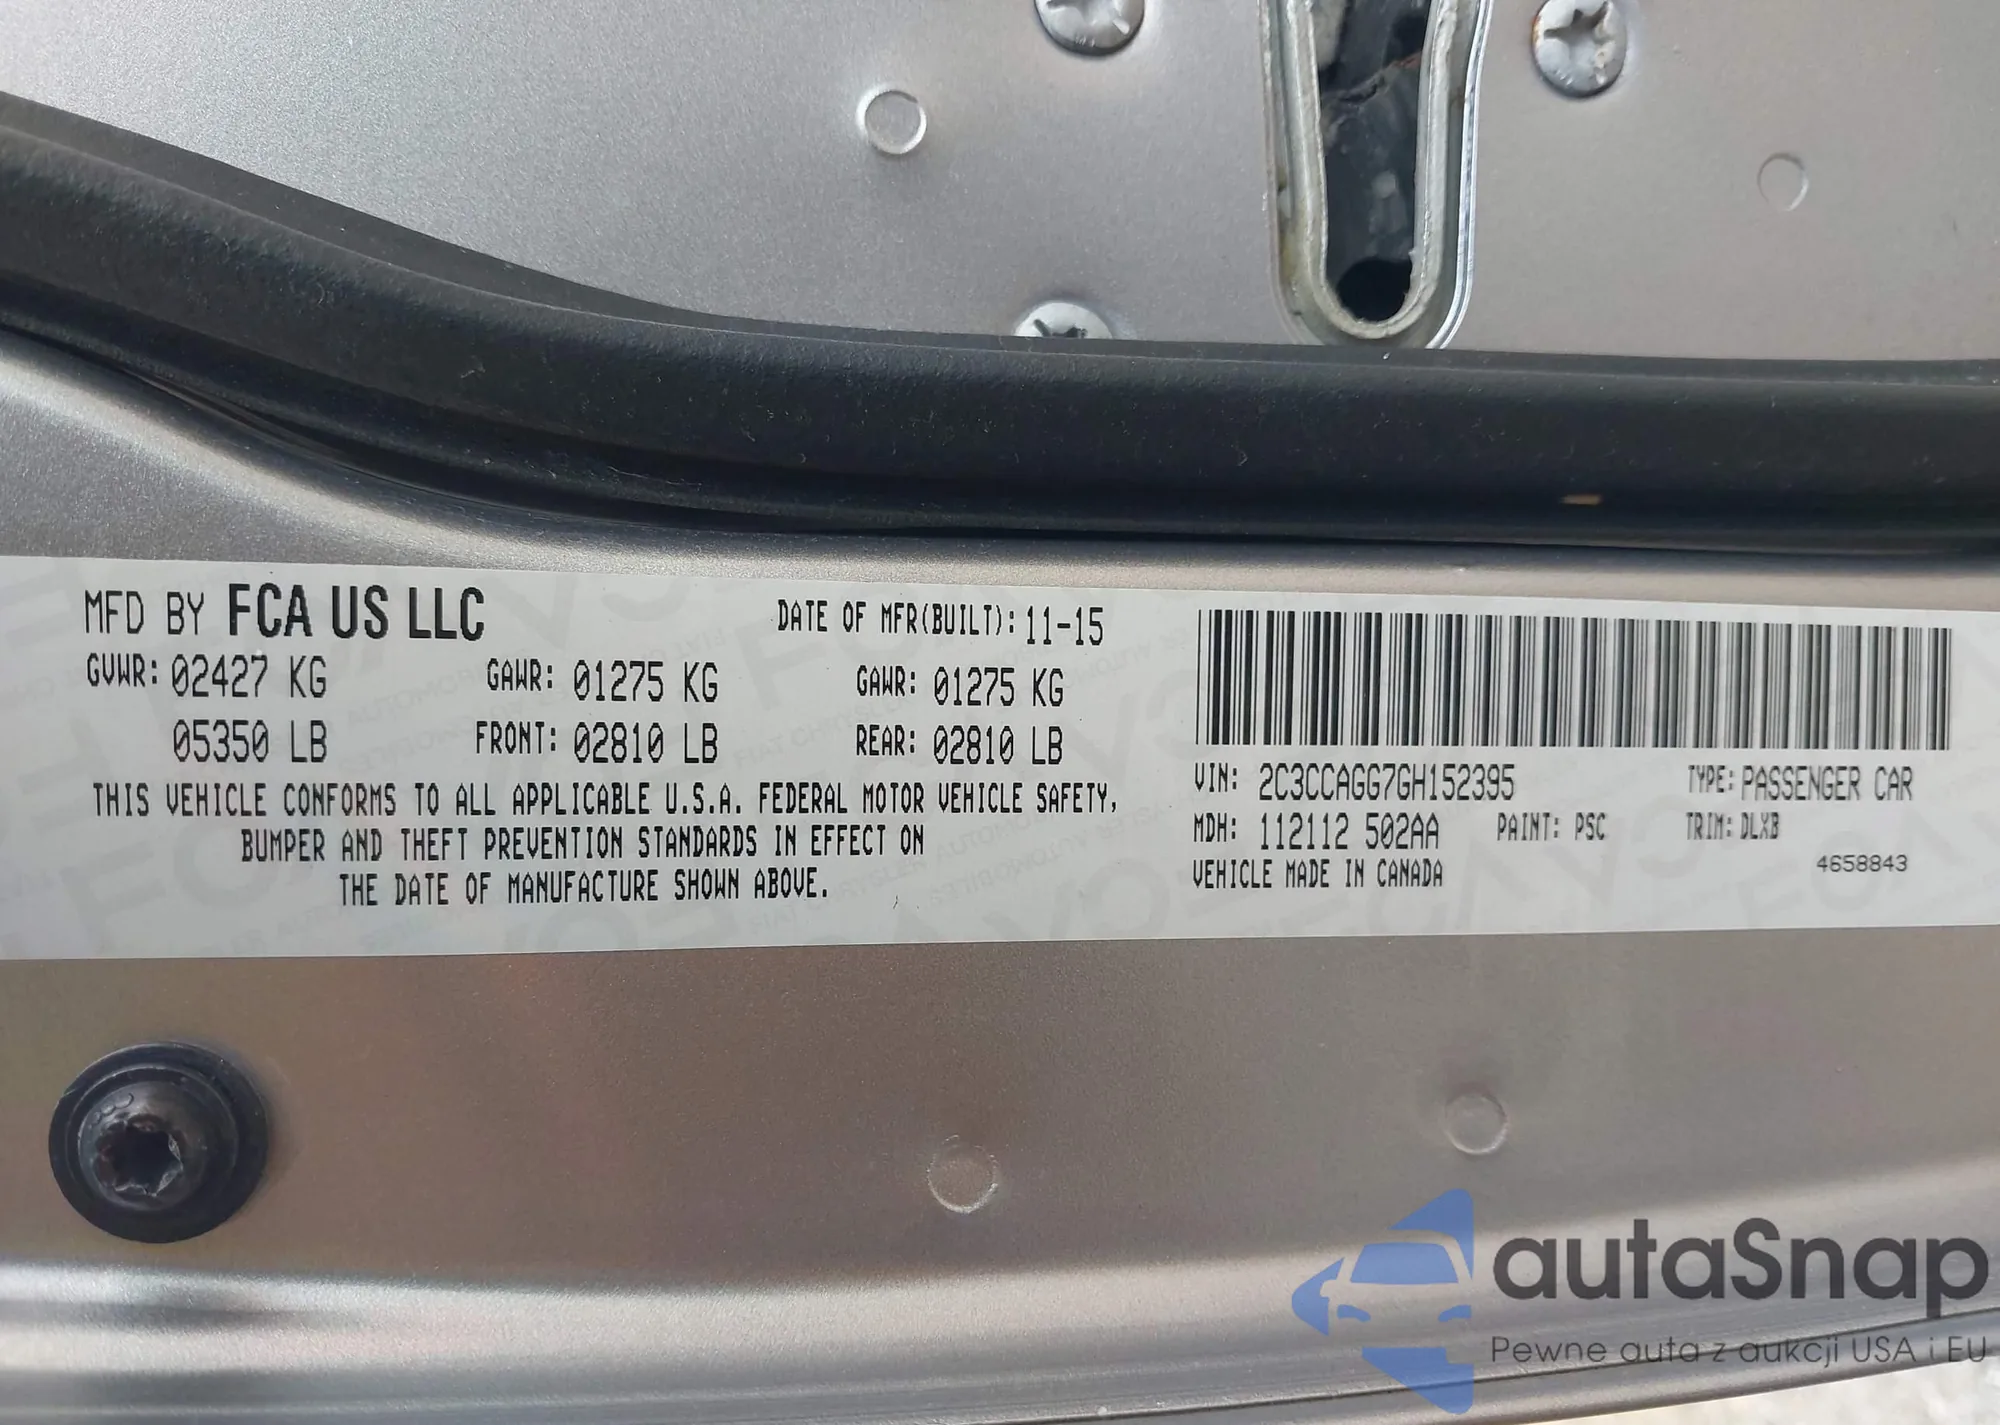 MFD BY FCA US LLC
DATE OF MFR(BUILT): 11-15
GVWR: 02427 KG
05350 LB
GAWR: 01275 KG
FRONT: 02810 LB
GAWR: 01275 KG
REAR: 02810 LB
THIS VEHICLE CONFORMS TO ALL APPLICABLE U.S.A. FEDERAL MOTOR VEHICLE SAFETY,
BUMPER AND THEFT PREVENTION STANDARDS IN EFFECT ON
THE DATE OF MANUFACTURE SHOWN ABOVE.
VIN: 2C3CCAGG7GH152395
TYPE: PASSENGER CAR
MDH: 112112 502AA
PAINT: PSC
TRIM: DLXB
VEHICLE MADE IN CANADA
4658843
autaSnap
Pewne auta z aukcji USA i EU